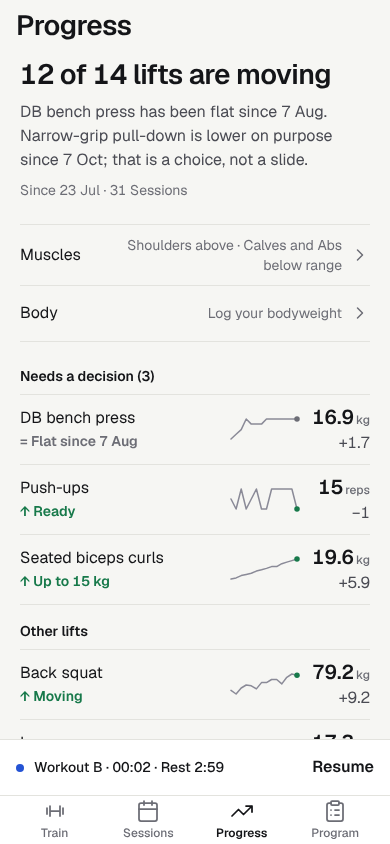 Progress
12 of 14 lifts are moving
DB bench press has been flat since 7 Aug.
Narrow-grip pull-down is lower on purpose
since 7 Oct; that is a choice, not a slide.
Since 23 Jul · 31 Sessions
Muscles
Shoulders above · Calves and Abs
below range
Body
Log your bodyweight
Needs a decision (3)
DB bench press
16.9 kg
= Flat since 7 Aug
+1.7
Push-ups
15 reps
↑ Ready
−1
Seated biceps curls
19.6 kg
↑ Up to 15 kg
+5.9
Other lifts
Back squat
79.2 kg
↑ Moving
+9.2
Workout B · 00:02 · Rest 2:59
Resume
Train
Sessions
Progress
Program